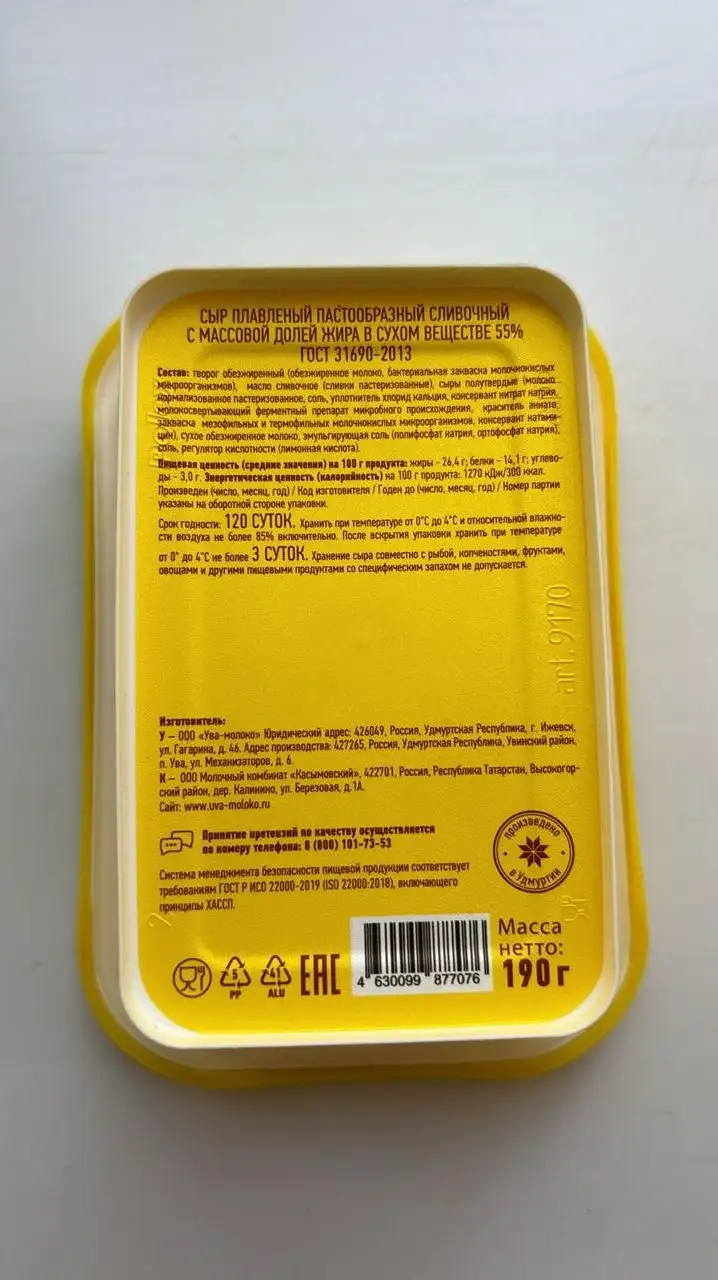 СЫР ПЛАВЛЕНЫЙ ПАСТООБРАЗНЫЙ СЛИВОЧНЫЙ
С МАССОВОЙ ДОЛЕЙ ЖИРА В СУХОМ ВЕЩЕСТВЕ 55%
ГОСТ 31690-2013
Состав: творог обезжиренный (обезжиренное молоко, бактериальная закваска молочнокислых
микроорганизмов), масло сливочное (сливки пастеризованные), сыры полутвердые (молоко
нормализованное пастеризованное, соль, уплотнитель хлорид кальция, консервант нитрат натрия,
молокосвертывающий ферментный препарат микробного происхождения, краситель аннато,
закваска мезофильных и термофильных молочнокислых микроорганизмов, консервант натами-
цин), сухое обезжиренное молоко, эмульгирующая соль (полифосфат натрия, ортофосфат натрия),
соль, регулятор кислотности (лимонная кислота).
Пищевая ценность (средние значения) на 100 г продукта: жиры - 26,4 г; белки - 14,1 г; углево-
ды - 3,0 г. Энергетическая ценность (калорийность) на 100 г продукта: 1270 кДж/300 ккал.
Произведен (число, месяц, год) / Код изготовителя / Годен до (число, месяц, год) / Номер партии
указаны на оборотной стороне упаковки.
Срок годности: 120 СУТОК. Хранить при температуре от 0°С до 4°С и относительной влажно-
сти воздуха не более 85% включительно. После вскрытия упаковки хранить при температуре
от 0° до 4°С не более 3 СУТОК. Хранение сыра совместно с рыбой, копченостями, фруктами,
овощами и другими пищевыми продуктами со специфическим запахом не допускается.
art. 9170
Изготовитель:
У – ООО «Ува-молоко» Юридический адрес: 426049, Россия, Удмуртская Республика, г. Ижевск,
ул. Гагарина, д. 46. Адрес производства: 427265, Россия, Удмуртская Республика, Увинский район,
п. Ува, ул. Механизаторов, д. 6.
К – ООО Молочный комбинат «Касымовский», 422701, Россия, Республика Татарстан, Высокогор-
ский район, дер. Калинино, ул. Березовая, д.1А.
Сайт: www.uva-moloko.ru
Принятие претензий по качеству осуществляется
по номеру телефона: 8 (800) 101-73-53
произведено
в Удмуртии
Система менеджмента безопасности пищевой продукции соответствует
требованиям ГОСТ Р ИСО 22000-2019 (ISO 22000:2018), включающего
принципы ХАССП.
5
PP
41
ALU
EAC
4 630099 877076
Масса
нетто:
190 г